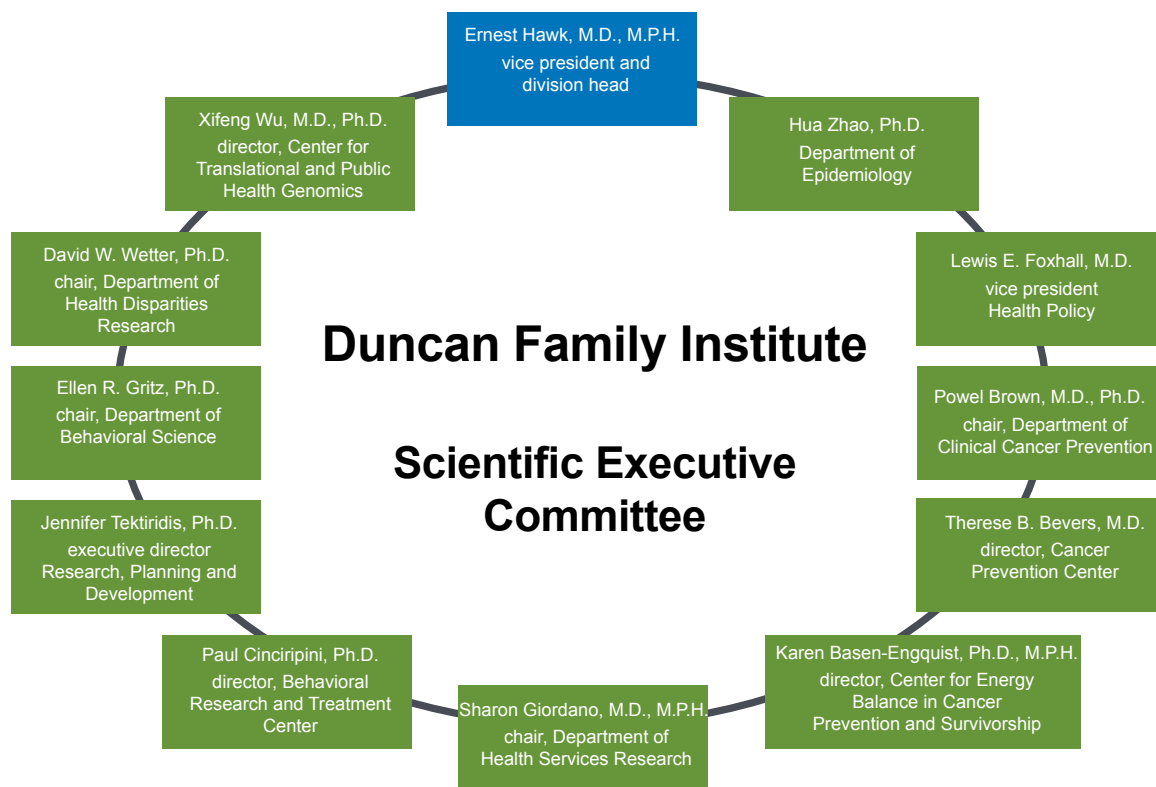 Ernest Hawk, M.D., M.P.H.
vice president and
division head
Hua Zhao, Ph.D.
Department of
Epidemiology
Lewis E. Foxhall, M.D.
vice president
Health Policy
Powel Brown, M.D., Ph.D.
chair, Department of
Clinical Cancer Prevention
Therese B. Bevers, M.D.
director, Cancer
Prevention Center
Karen Basen-Engquist, Ph.D., M.P.H.
director, Center for Energy
Balance in Cancer
Prevention and Survivorship
Sharon Giordano, M.D., M.P.H.
chair, Department of
Health Services Research
Paul Cinciripini, Ph.D.
director, Behavioral
Research and Treatment
Center
Jennifer Tektiridis, Ph.D.
executive director
Research, Planning and
Development
Ellen R. Gritz, Ph.D.
chair, Department of
Behavioral Science
David W. Wetter, Ph.D.
chair, Department of
Health Disparities
Research
Xifeng Wu, M.D., Ph.D.
director, Center for
Translational and Public
Health Genomics
Duncan Family Institute
Scientific Executive
Committee